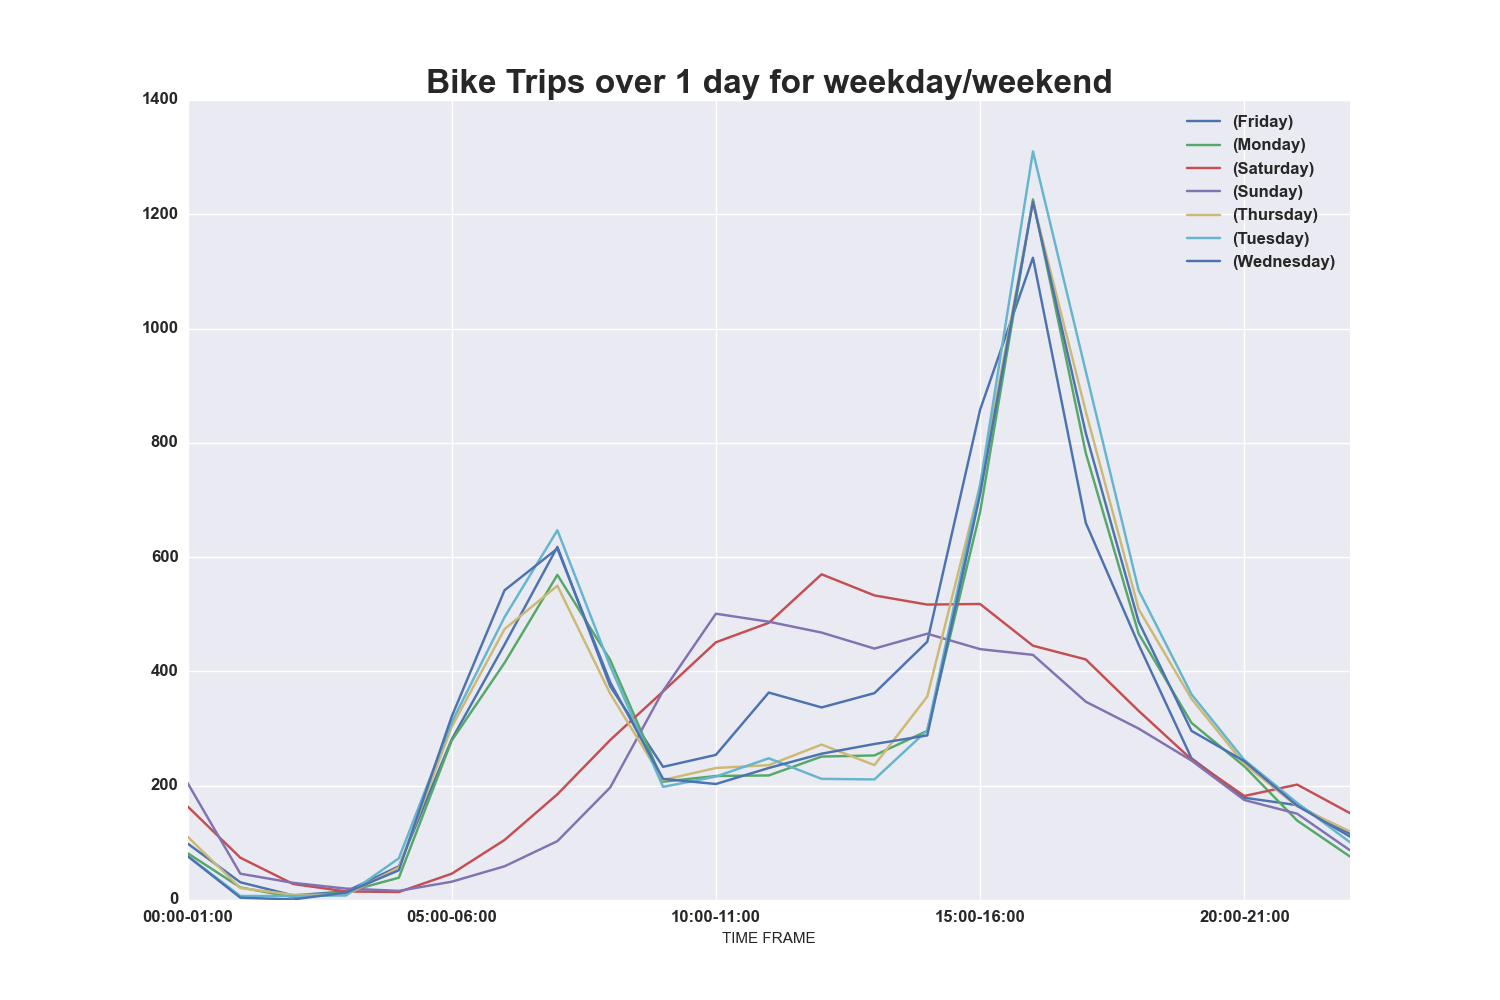 Bike Trips over 1 day for weekday/weekend
1400
1200
1000
800
600
400
200
0
(Friday)
(Monday)
(Saturday)
(Sunday)
(Thursday)
(Tuesday)
(Wednesday)
00:00-01:00 05:00-06:00 10:00-11:00 15:00-16:00 20:00-21:00
TIME FRAME